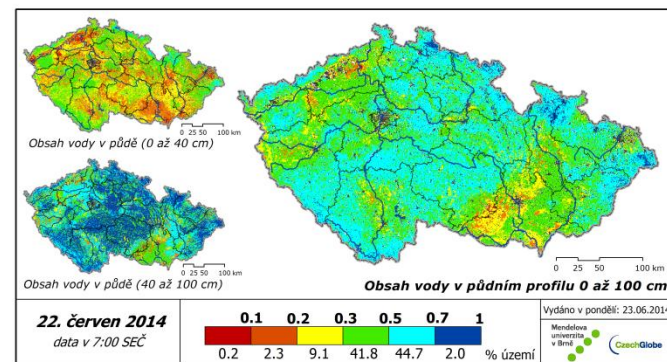 0 25 50 100 km
Obsah vody v půdě (0 až 40 cm)
0 25 50 100 km
Obsah vody v půdě (40 až 100 cm)
0 25 50 100 km
Obsah vody v půdním profilu 0 až 100 cm
22. červen 2014
data v 7:00 SEČ
0.1 0.2 0.3 0.5 0.7 1
0.2 2.3 9.1 41.8 44.7 2.0 % území
Vydáno v pondělí: 23.06.2014
Mendelova
univerzita
v Brně
CzechGlobe